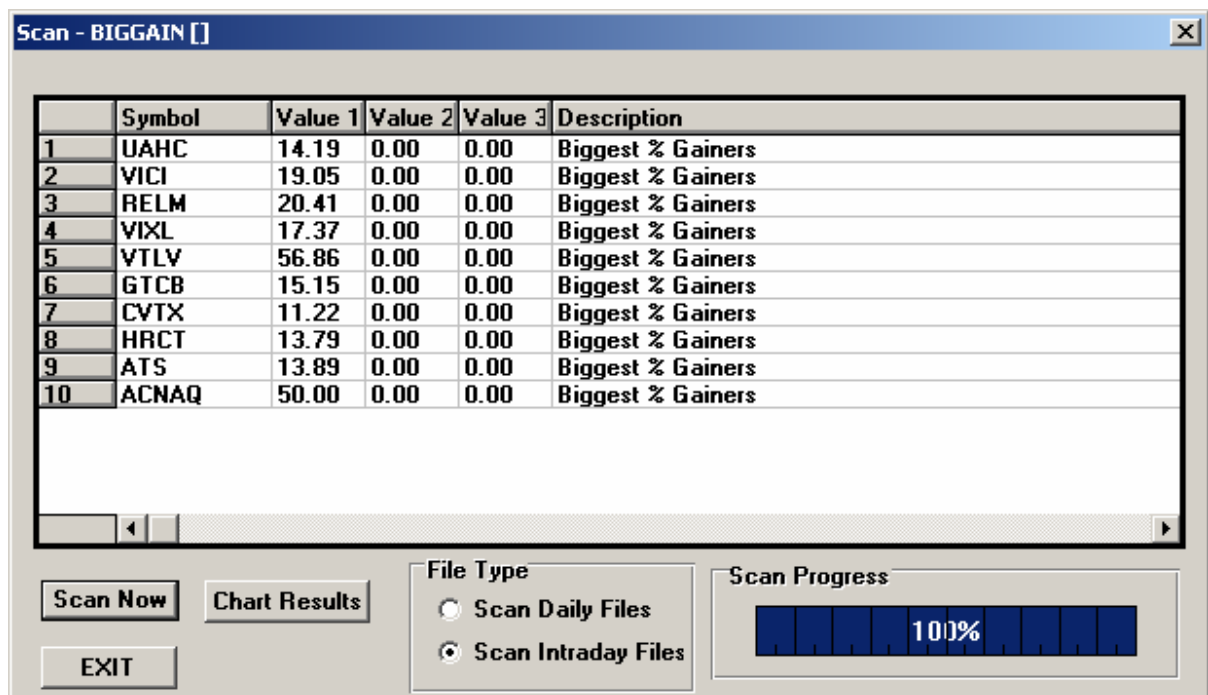 Scan - BIGGAIN []
Symbol Value 1 Value 2 Value 3 Description
1 UAHC 14.19 0.00 0.00 Biggest % Gainers
2 VICI 19.05 0.00 0.00 Biggest % Gainers
3 RELM 20.41 0.00 0.00 Biggest % Gainers
4 VIXL 17.37 0.00 0.00 Biggest % Gainers
5 VTLV 56.86 0.00 0.00 Biggest % Gainers
6 GTCB 15.15 0.00 0.00 Biggest % Gainers
7 CVTX 11.22 0.00 0.00 Biggest % Gainers
8 HRCT 13.79 0.00 0.00 Biggest % Gainers
9 ATS 13.89 0.00 0.00 Biggest % Gainers
10 ACNAQ 50.00 0.00 0.00 Biggest % Gainers
Scan Now
Chart Results
EXIT
File Type
Scan Daily Files
Scan Intraday Files
Scan Progress
100%